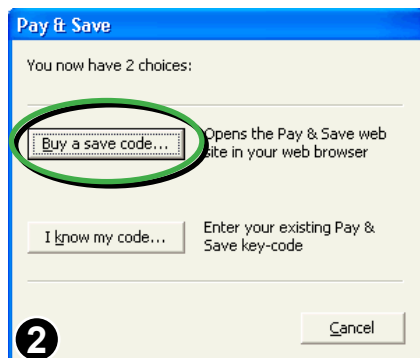 Pay & Save
You now have 2 choices:
Buy a save code...
Opens the Pay & Save web
site in your web browser
I know my code...
Enter your existing Pay &
Save key-code
2
Cancel